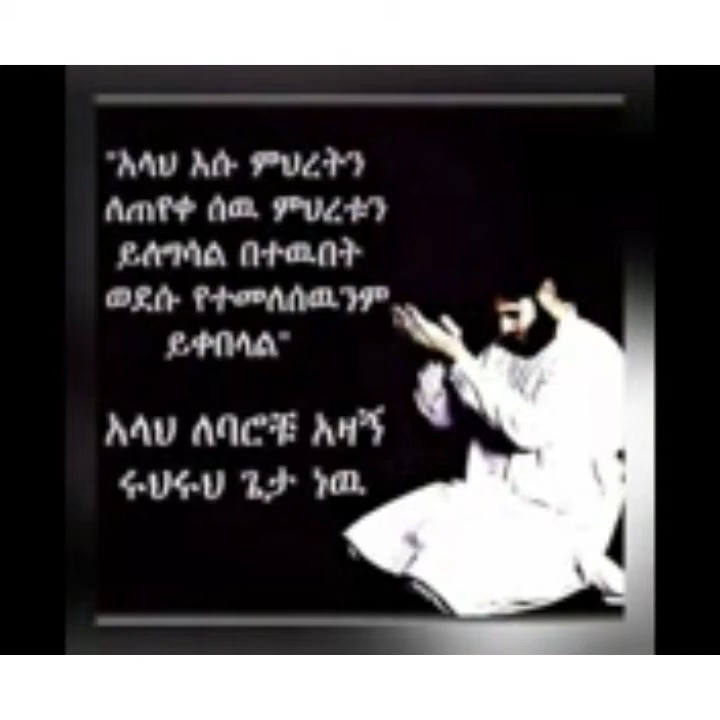 "አላህ እሱ ምህረትን
ለጠየቀ ሰዉ ምህረቱን
ይለግሳል በተዉበት
ወደሱ የተመለሰዉንም
ይቀበላል"
አላህ ለባሮቹ አዛኝ
ሩህሩህ ጌታ ነዉ